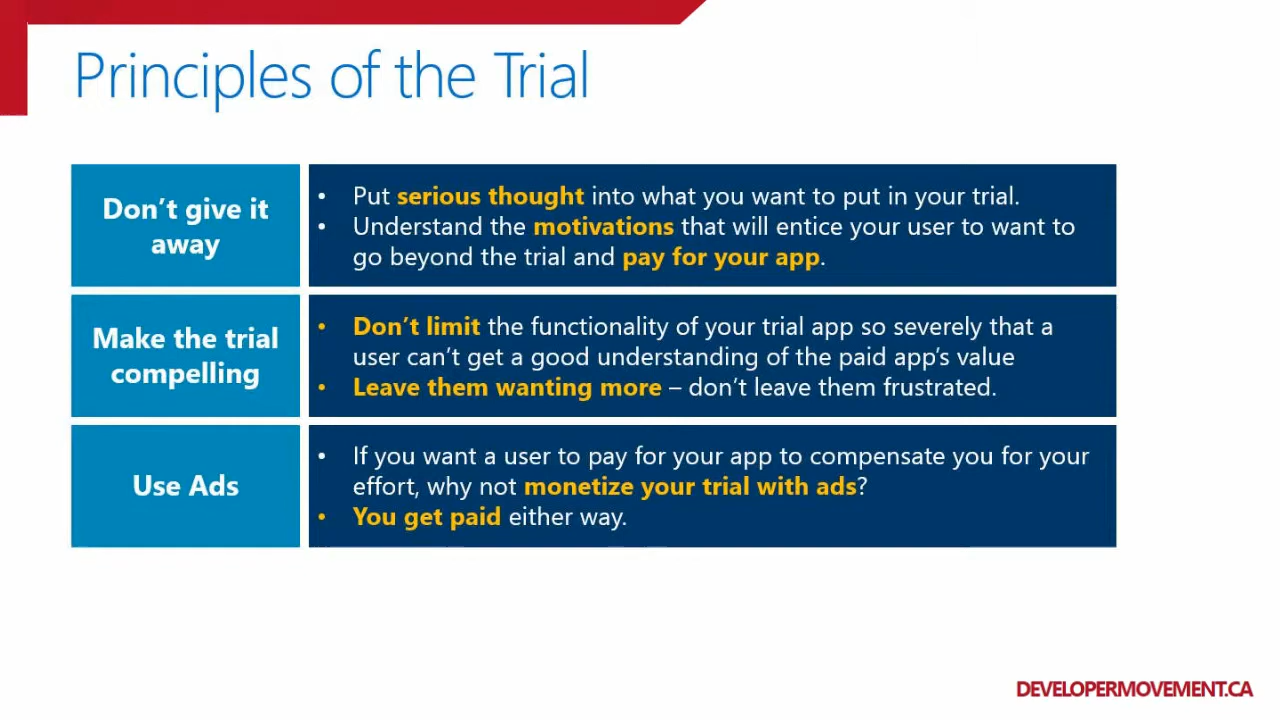 Principles of the Trial
Don't give it
away
• Put serious thought into what you want to put in your trial.
• Understand the motivations that will entice your user to want to
go beyond the trial and pay for your app.
Make the trial
compelling
• Don't limit the functionality of your trial app so severely that a
user can't get a good understanding of the paid app's value
• Leave them wanting more – don't leave them frustrated.
Use Ads
• If you want a user to pay for your app to compensate you for your
effort, why not monetize your trial with ads?
• You get paid either way.
DEVELOPERMOVEMENT.CA